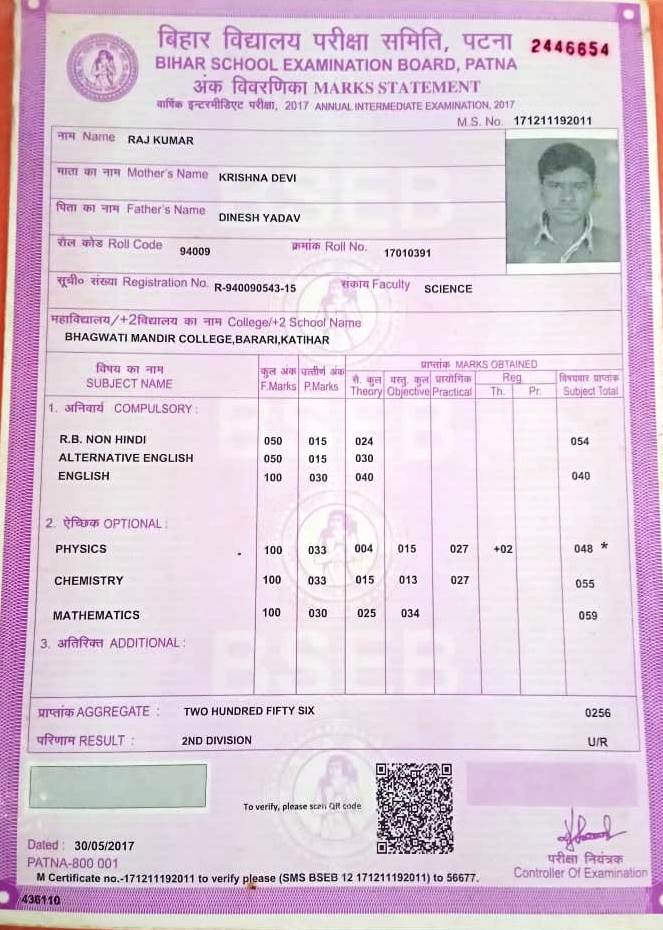 बिहार विद्यालय परीक्षा समिति, पटना 2446654
BIHAR SCHOOL EXAMINATION BOARD, PATNA
अंक विवरणिका MARKS STATEMENT
वार्षिक इन्टरमीडिएट परीक्षा, 2017 ANNUAL INTERMEDIATE EXAMINATION, 2017
M.S. No. 171211192011
नाम Name RAJ KUMAR
माता का नाम Mother's Name KRISHNA DEVI
पिता का नाम Father's Name DINESH YADAV
रोल कोड Roll Code 94009 क्रमांक Roll No. 17010391
सूची० संख्या Registration No. R-940090543-15 संकाय Faculty SCIENCE
महाविद्यालय/+2विद्यालय का नाम College/+2 School Name
BHAGWATI MANDIR COLLEGE,BARARI,KATIHAR
विषय का नाम कुल अंक उत्तीर्ण अंक प्राप्तांक MARKS OBTAINED
SUBJECT NAME F.Marks P.Marks सै. कुल वस्तु. कुल प्रायोगिक Reg. विषयवार प्राप्तांक
Theory Objective Practical Th. Pr. Subject Total
1. अनिवार्य COMPULSORY :
R.B. NON HINDI 050 015 024 054
ALTERNATIVE ENGLISH 050 015 030
ENGLISH 100 030 040 040
2. ऐच्छिक OPTIONAL :
PHYSICS 100 033 004 015 027 +02 048 *
CHEMISTRY 100 033 015 013 027 055
MATHEMATICS 100 030 025 034 059
3. अतिरिक्त ADDITIONAL :
BSEB
प्राप्तांक AGGREGATE : TWO HUNDRED FIFTY SIX 0256
परिणाम RESULT : 2ND DIVISION U/R
To verify, please scan QR code
Dated : 30/05/2017
PATNA-800 001
परीक्षा नियंत्रक
Controller Of Examination
M Certificate no.-171211192011 to verify please (SMS BSEB 12 171211192011) to 56677.
436110